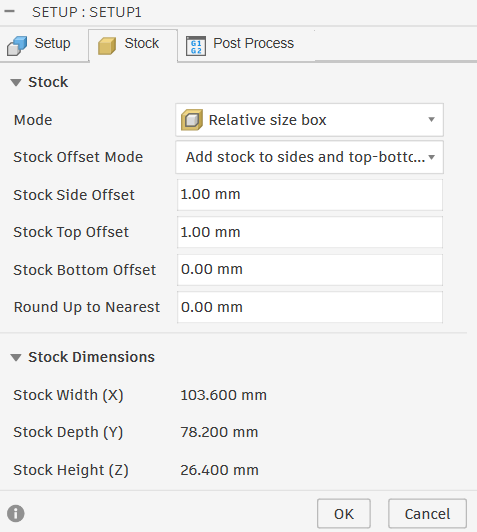 SETUP : SETUP1
Setup Stock G1 G2 Post Process
Stock
Mode Relative size box
Stock Offset Mode Add stock to sides and top-botto...
Stock Side Offset 1.00 mm
Stock Top Offset 1.00 mm
Stock Bottom Offset 0.00 mm
Round Up to Nearest 0.00 mm
Stock Dimensions
Stock Width (X) 103.600 mm
Stock Depth (Y) 78.200 mm
Stock Height (Z) 26.400 mm
OK Cancel